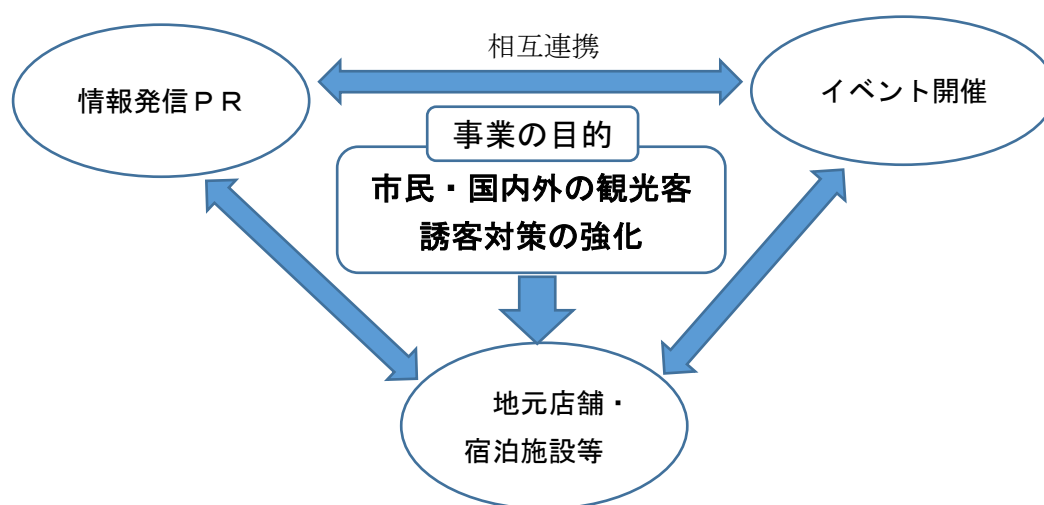 相互連携
情報発信ＰＲ
イベント開催
事業の目的
市民・国内外の観光客
誘客対策の強化
地元店舗・
宿泊施設等